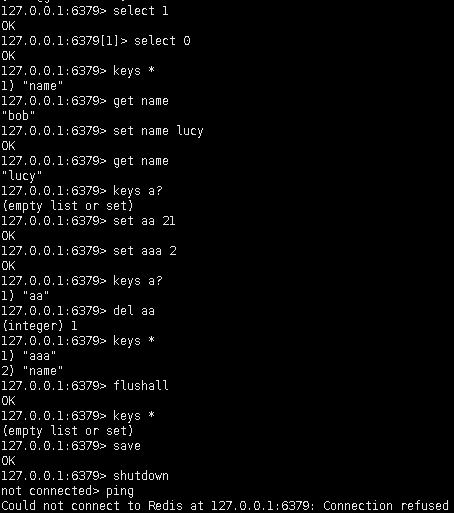 127.0.0.1:6379> select 1
OK
127.0.0.1:6379[1]> select 0
OK
127.0.0.1:6379> keys *
1) "name"
127.0.0.1:6379> get name
"bob"
127.0.0.1:6379> set name lucy
OK
127.0.0.1:6379> get name
"lucy"
127.0.0.1:6379> keys a?
(empty list or set)
127.0.0.1:6379> set aa 21
OK
127.0.0.1:6379> set aaa 2
OK
127.0.0.1:6379> keys a?
1) "aa"
127.0.0.1:6379> del aa
(integer) 1
127.0.0.1:6379> keys *
1) "aaa"
2) "name"
127.0.0.1:6379> flushall
OK
127.0.0.1:6379> keys *
(empty list or set)
127.0.0.1:6379> save
OK
127.0.0.1:6379> shutdown
not connected> ping
Could not connect to Redis at 127.0.0.1:6379: Connection refused